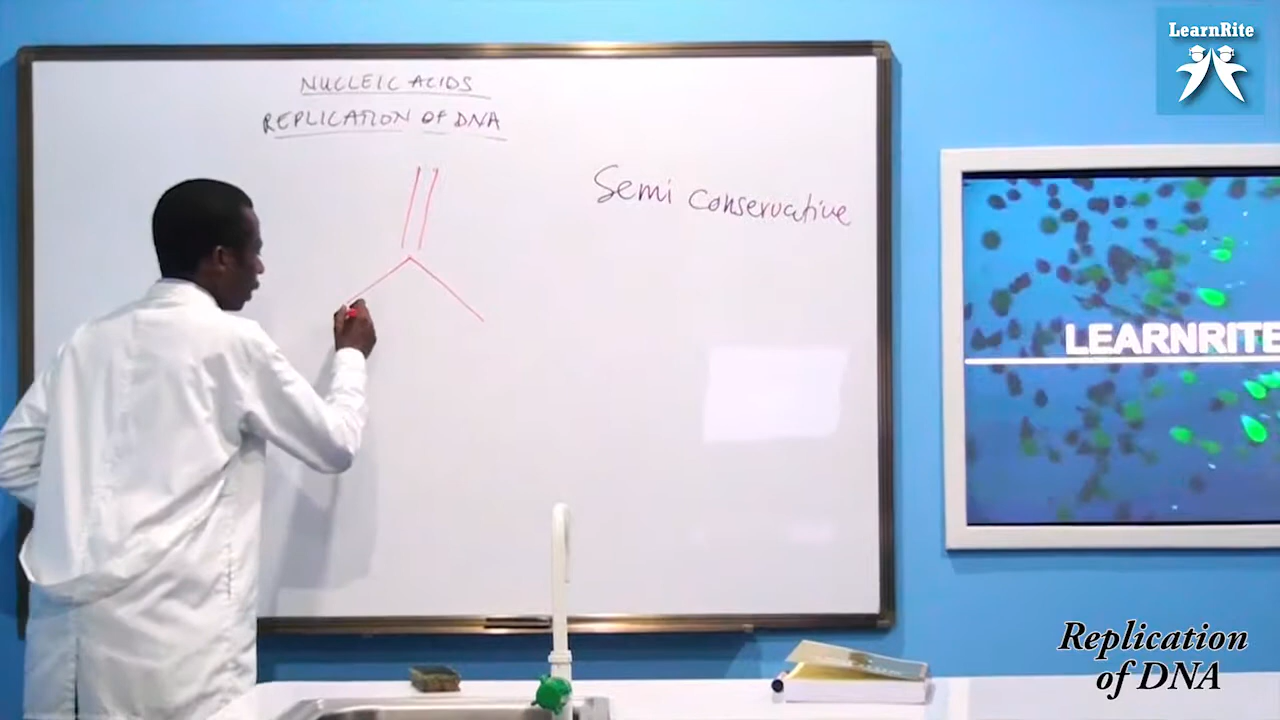 LearnRite
NUCLEIC ACIDS
REPLICATION OF DNA
Semi Conservative
LEARNRITE
Replication
of DNA